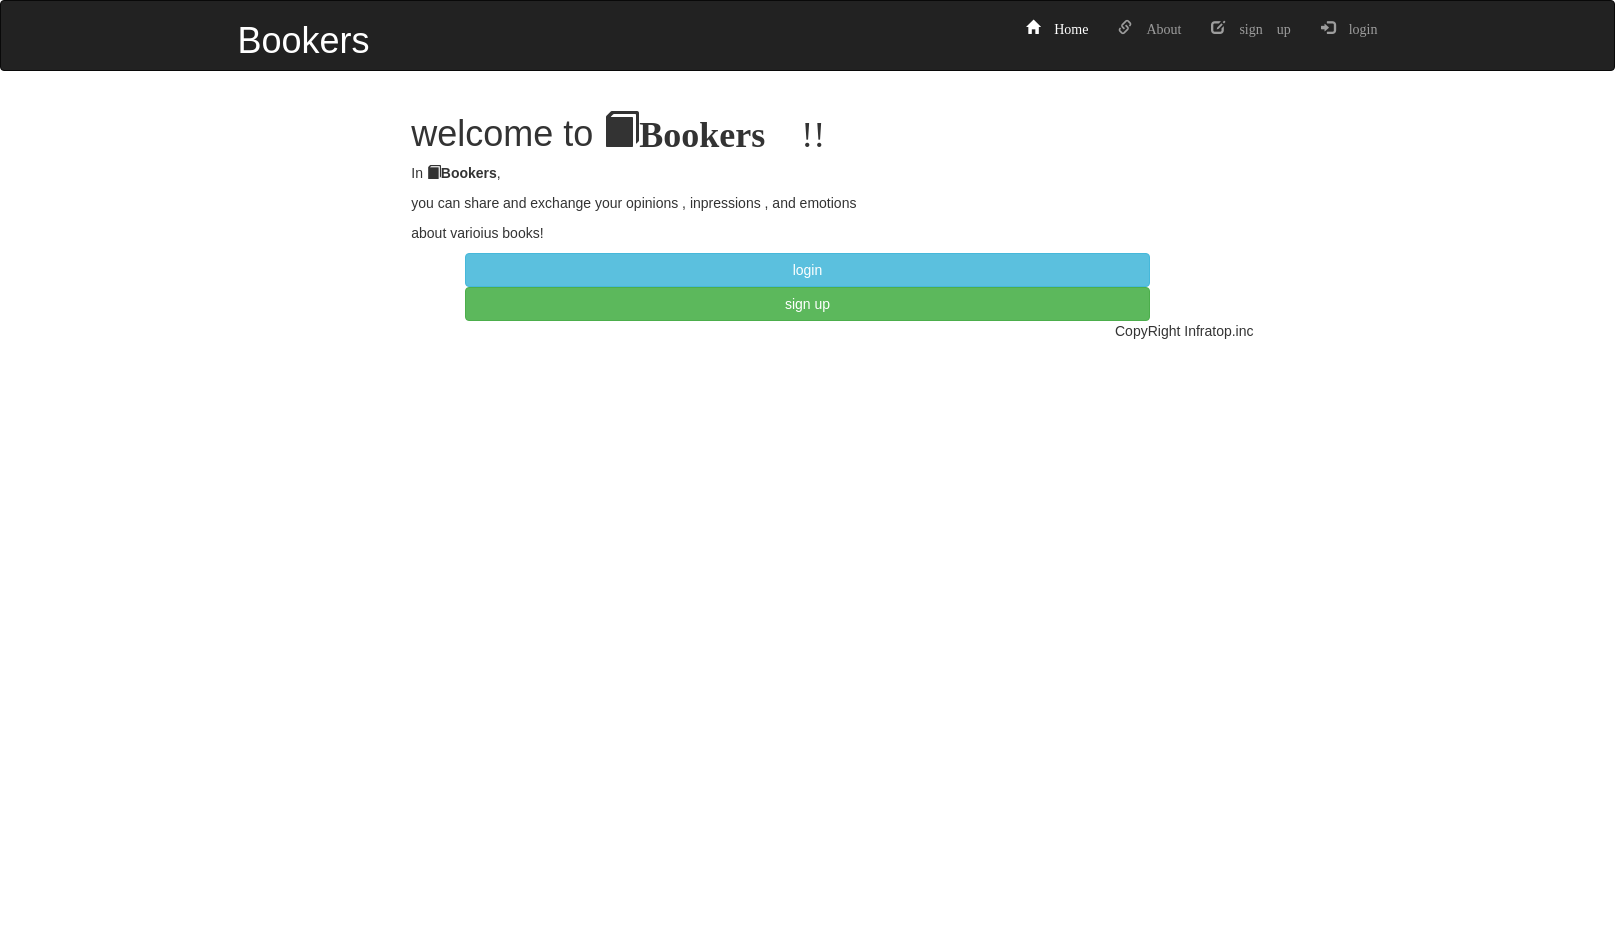 Bookers
Home About sign up login
welcome to Bookers !!
In Bookers,
you can share and exchange your opinions , inpressions , and emotions
about varioius books!
login
sign up
CopyRight Infratop.inc